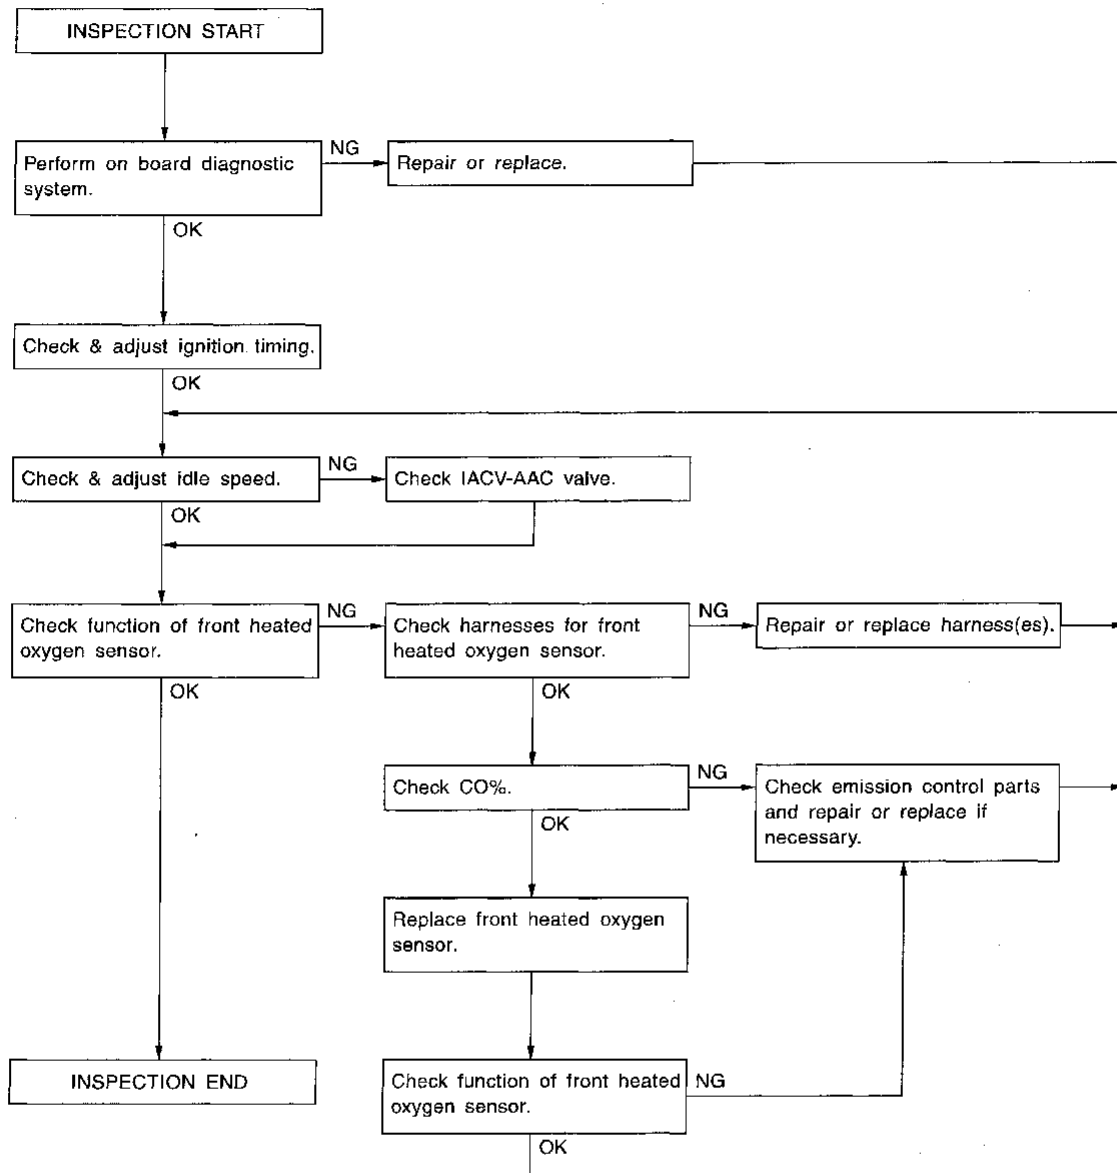 INSPECTION START
Perform on board diagnostic
system.
NG
Repair or replace.
OK
Check & adjust ignition timing.
OK
Check & adjust idle speed.
NG
Check IACV-AAC valve.
OK
Check function of front heated
oxygen sensor.
NG
Check harnesses for front
heated oxygen sensor.
NG
Repair or replace harness(es).
OK
OK
Check CO%.
NG
Check emission control parts
and repair or replace if
necessary.
OK
Replace front heated oxygen
sensor.
INSPECTION END
Check function of front heated
oxygen sensor.
NG
OK